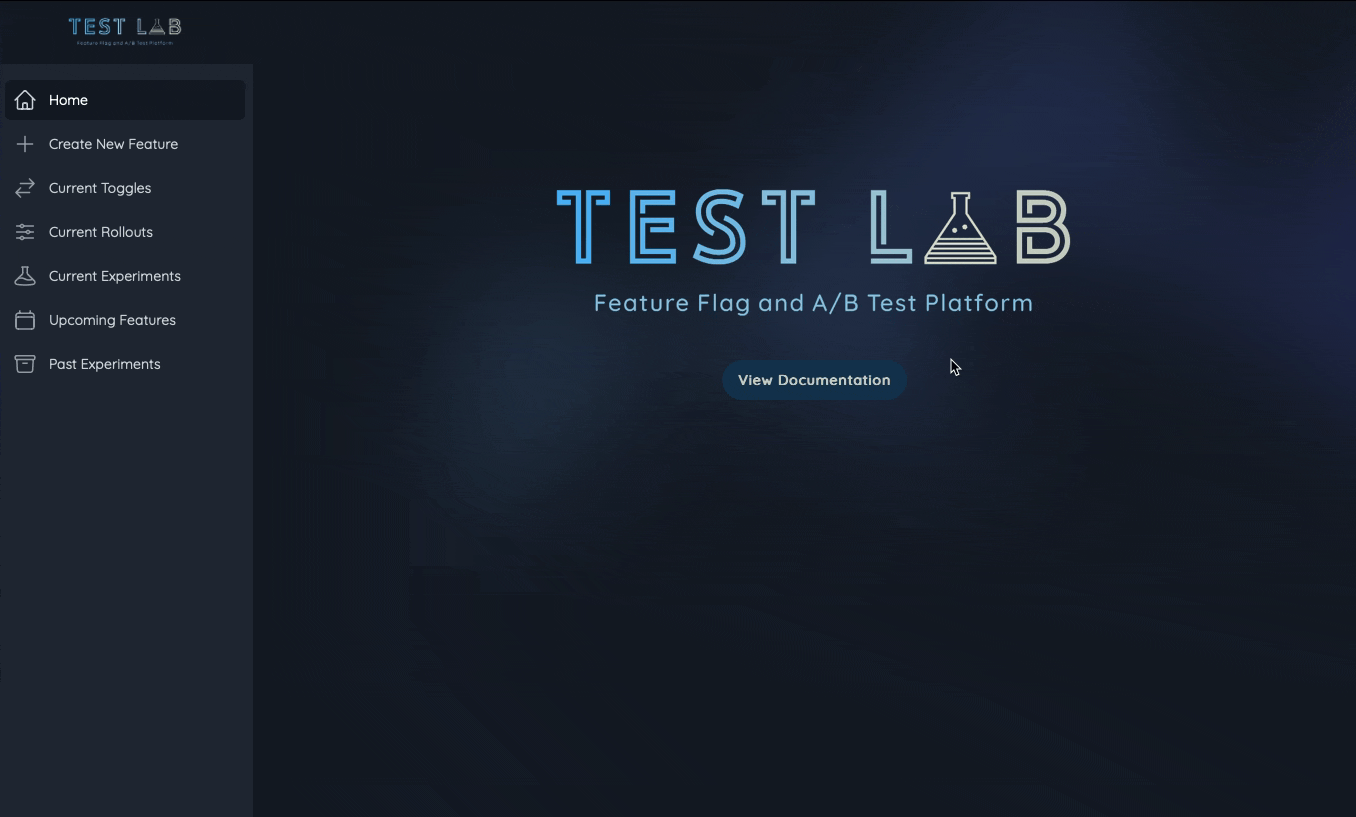 TEST LAB
Feature Flag and A/B Test Platform
Home
Create New Feature
Current Toggles
Current Rollouts
Current Experiments
Upcoming Features
Past Experiments
TEST LAB
Feature Flag and A/B Test Platform
View Documentation